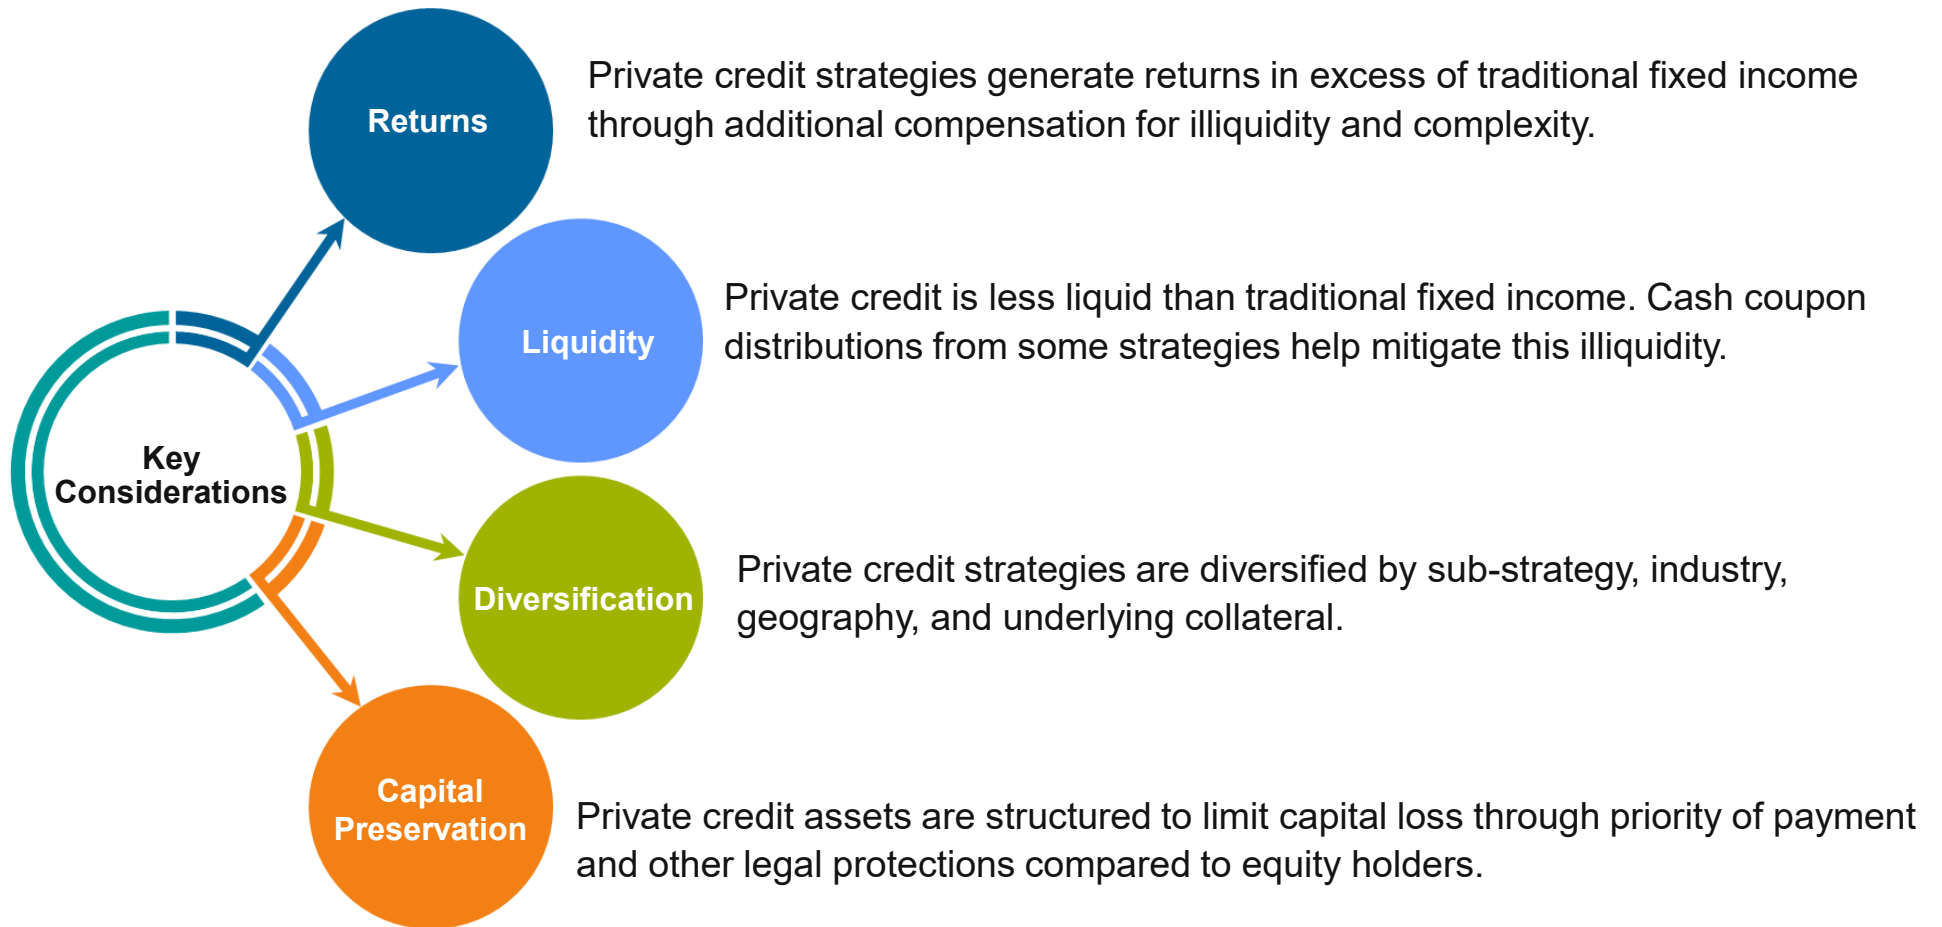 Returns
Private credit strategies generate returns in excess of traditional fixed income
through additional compensation for illiquidity and complexity.
Liquidity
Private credit is less liquid than traditional fixed income. Cash coupon
distributions from some strategies help mitigate this illiquidity.
Key
Considerations
Diversification
Private credit strategies are diversified by sub-strategy, industry,
geography, and underlying collateral.
Capital
Preservation
Private credit assets are structured to limit capital loss through priority of payment
and other legal protections compared to equity holders.